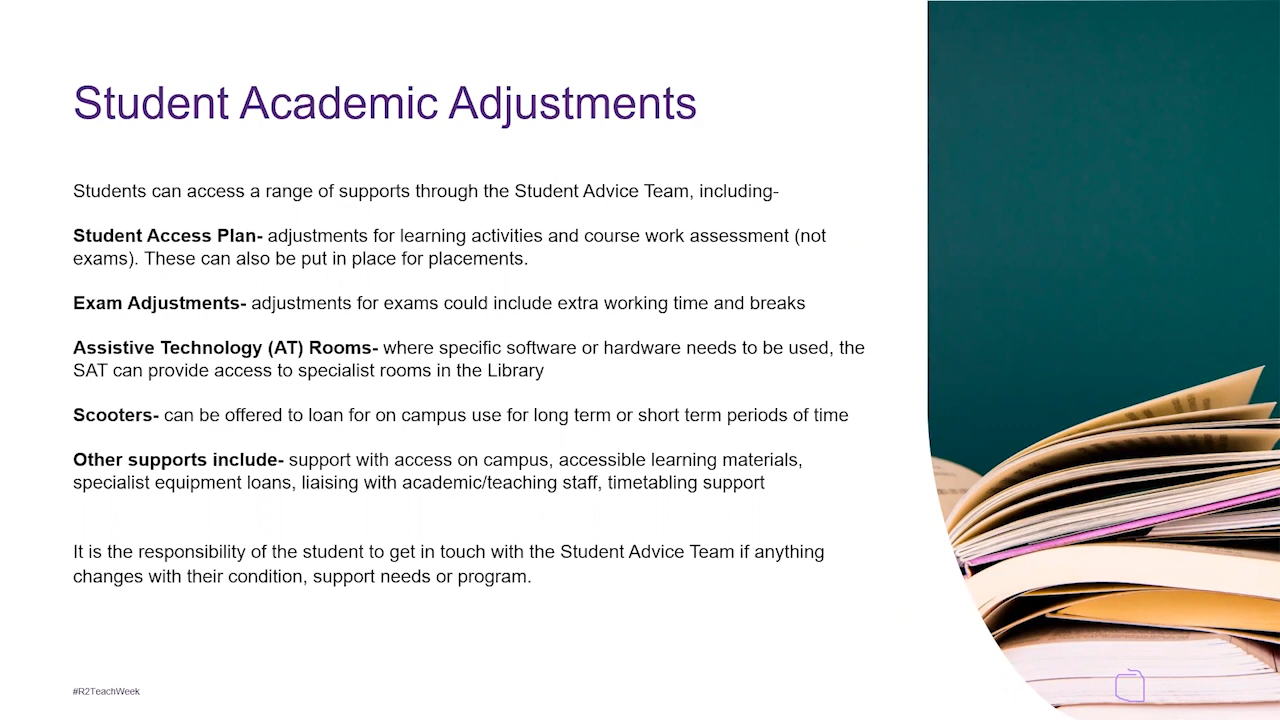 Student Academic Adjustments
Students can access a range of supports through the Student Advice Team, including-
Student Access Plan- adjustments for learning activities and course work assessment (not
exams). These can also be put in place for placements.
Exam Adjustments- adjustments for exams could include extra working time and breaks
Assistive Technology (AT) Rooms- where specific software or hardware needs to be used, the
SAT can provide access to specialist rooms in the Library
Scooters- can be offered to loan for on campus use for long term or short term periods of time
Other supports include- support with access on campus, accessible learning materials,
specialist equipment loans, liaising with academic/teaching staff, timetabling support
It is the responsibility of the student to get in touch with the Student Advice Team if anything
changes with their condition, support needs or program.
#R2TeachWeek